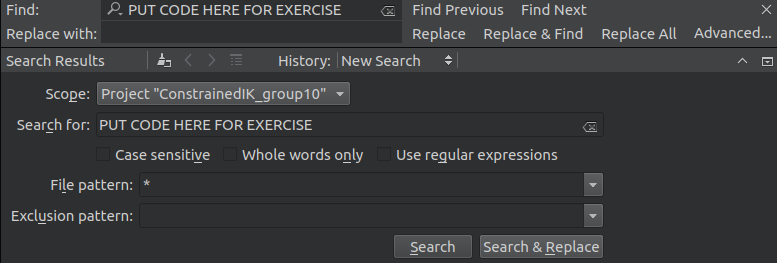 Find: PUT CODE HERE FOR EXERCISE Find Previous Find Next
Replace with: Replace Replace & Find Replace All Advanced...
Search Results History: New Search
Scope: Project "ConstrainedIK_group10"
Search for: PUT CODE HERE FOR EXERCISE
Case sensitive Whole words only Use regular expressions
File pattern: *
Exclusion pattern:
Search Search & Replace